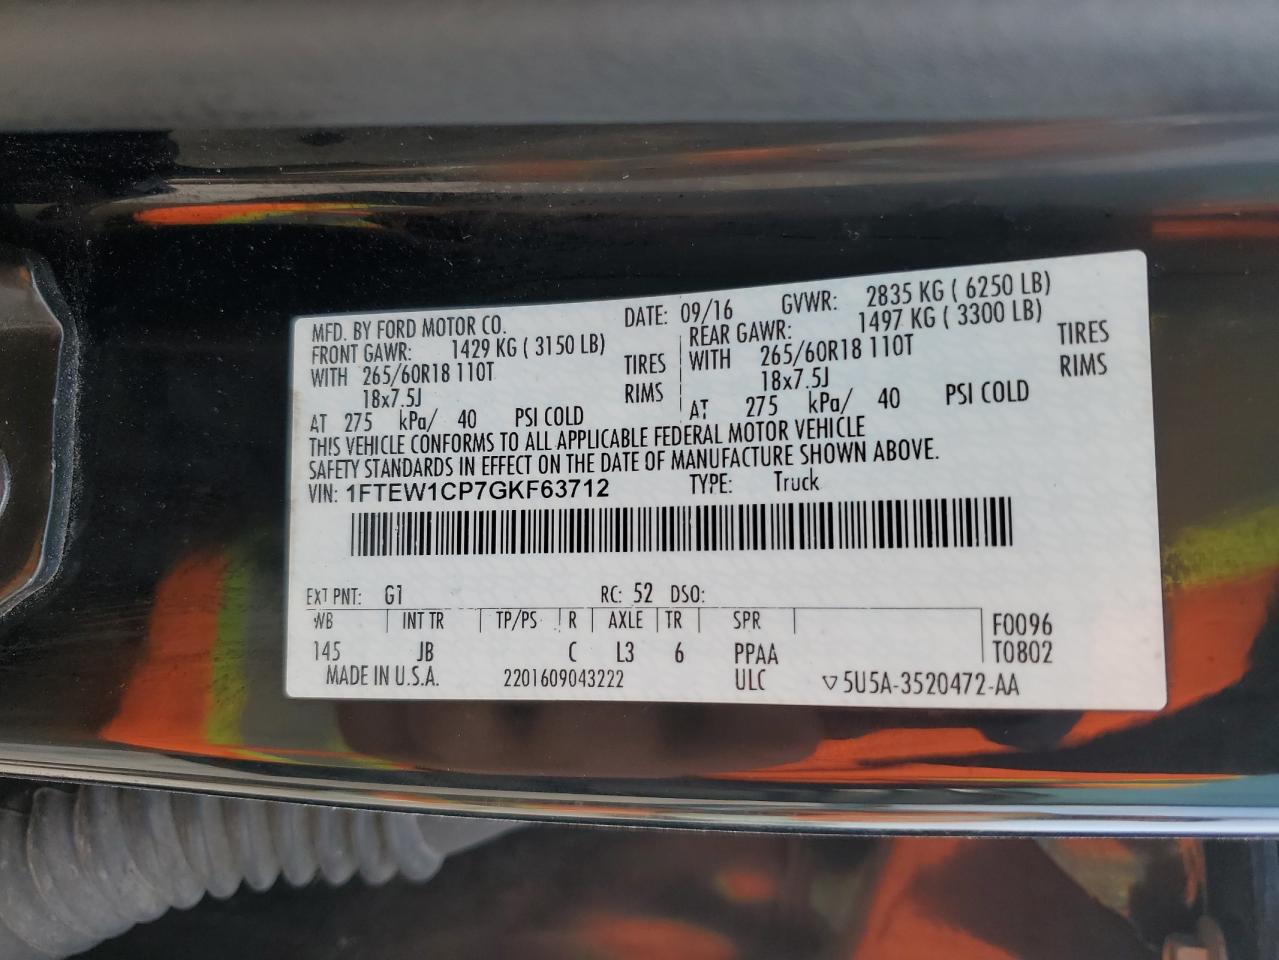 MFD. BY FORD MOTOR CO. DATE: 09/16 GVWR: 2835 KG ( 6250 LB)
FRONT GAWR: 1429 KG ( 3150 LB) REAR GAWR: 1497 KG ( 3300 LB)
WITH 265/60R18 110T TIRES WITH 265/60R18 110T TIRES
18x7.5J RIMS 18x7.5J RIMS
AT 275 kPa/ 40 PSI COLD AT 275 kPa/ 40 PSI COLD
THIS VEHICLE CONFORMS TO ALL APPLICABLE FEDERAL MOTOR VEHICLE
SAFETY STANDARDS IN EFFECT ON THE DATE OF MANUFACTURE SHOWN ABOVE.
VIN: 1FTEW1CP7GKF63712 TYPE: Truck
EXT PNT: G1 RC: 52 DSO:
WB INT TR TP/PS R AXLE TR SPR F0096
145 JB C L3 6 PPAA T0802
MADE IN U.S.A. 2201609043222 ULC ▽5U5A-3520472-AA